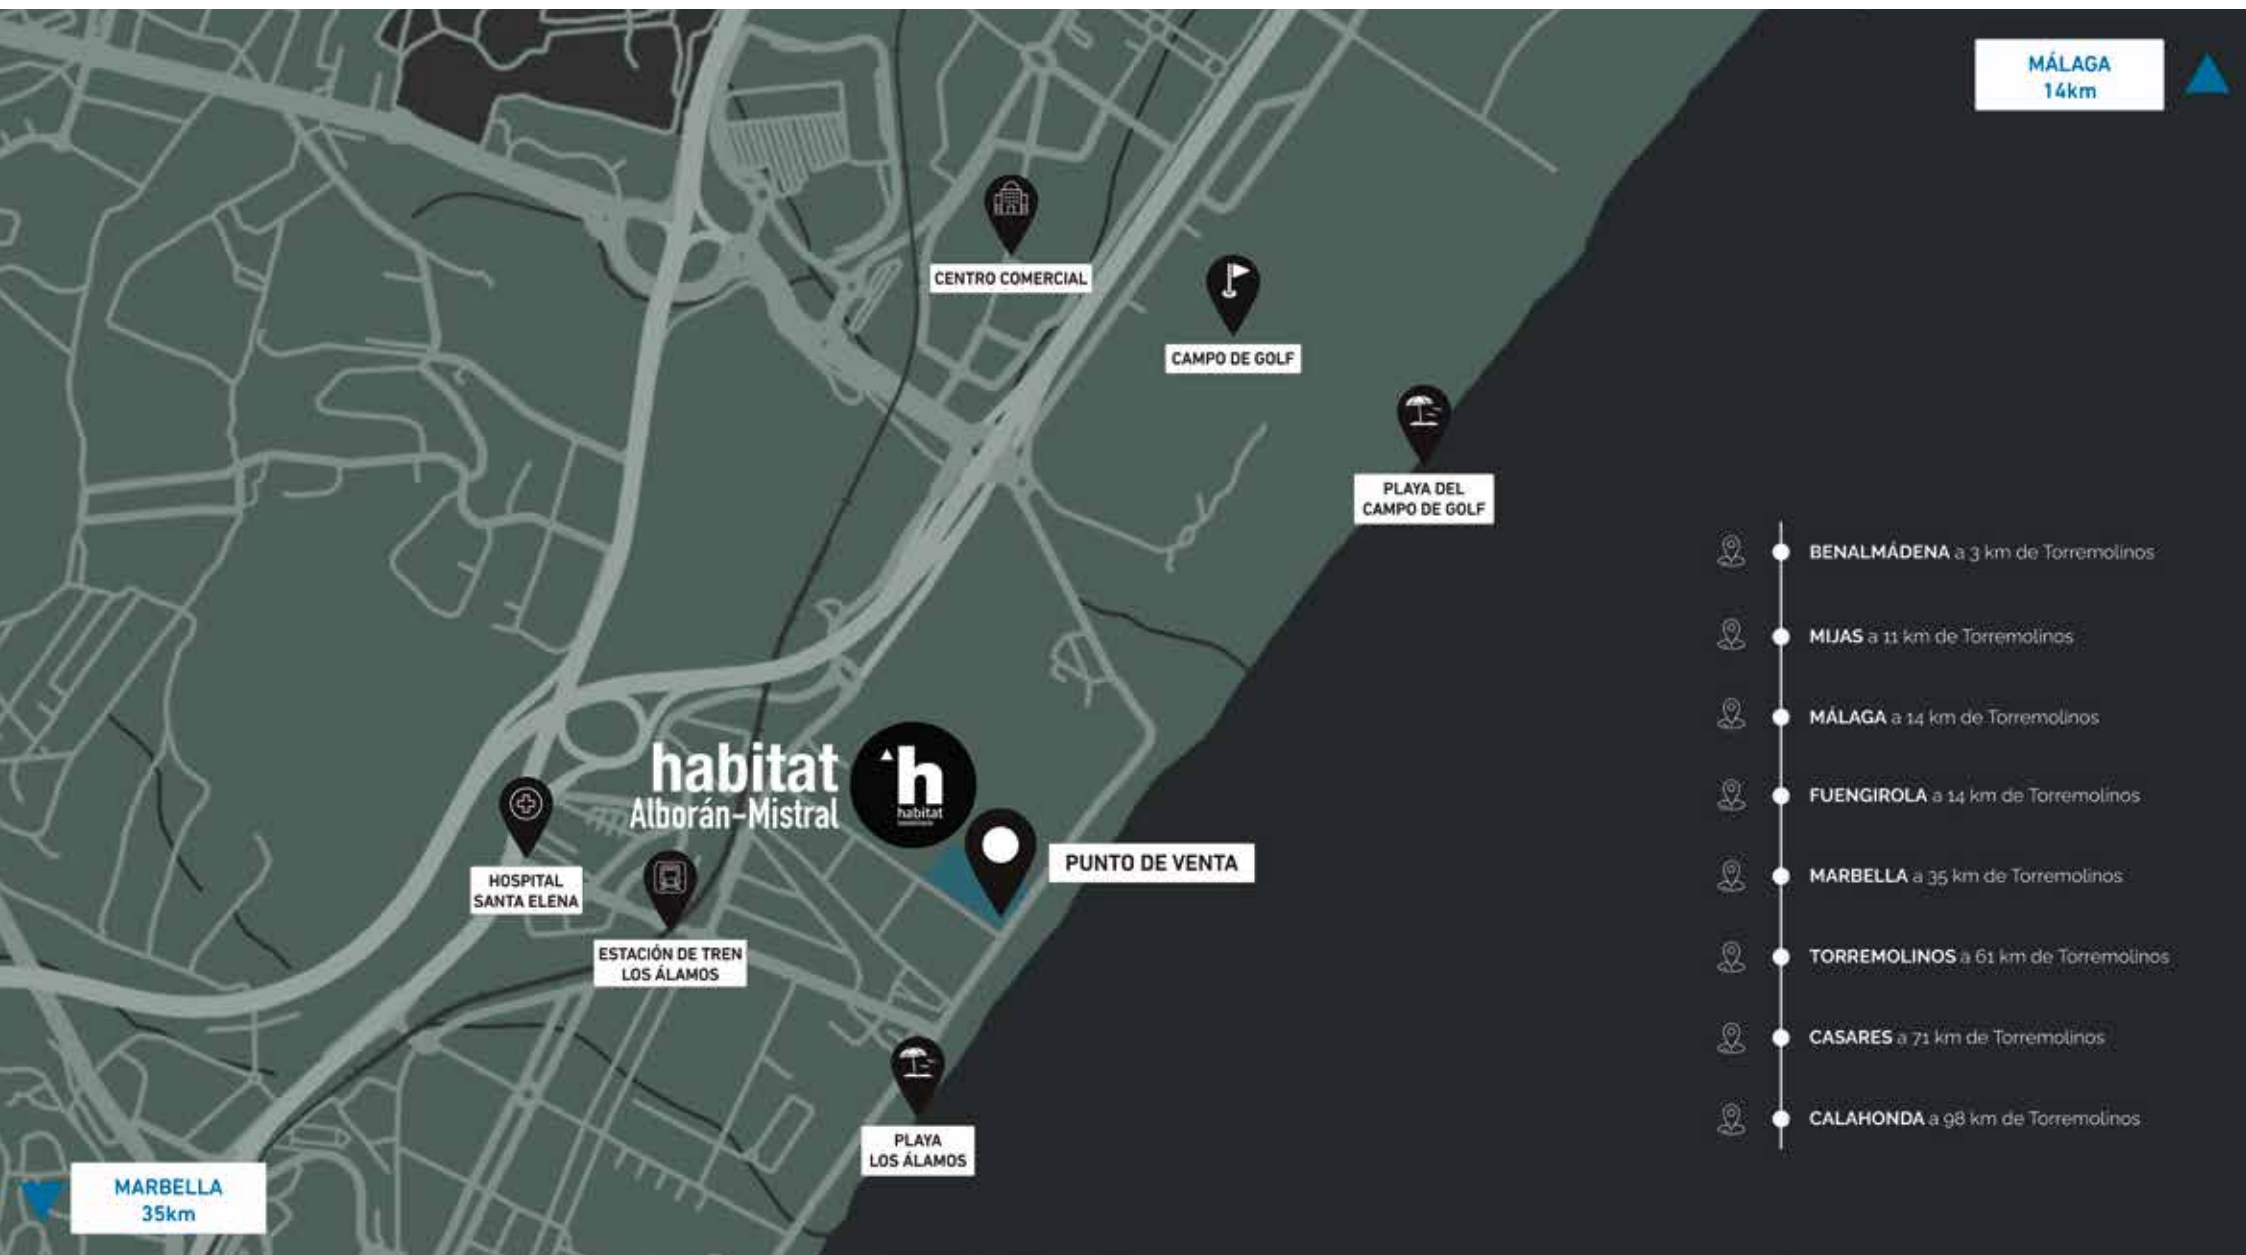 MÁLAGA
14km
CENTRO COMERCIAL
CAMPO DE GOLF
PLAYA DEL
CAMPO DE GOLF
habitat
Alborán-Mistral
h
habitat
PUNTO DE VENTA
HOSPITAL
SANTA ELENA
ESTACIÓN DE TREN
LOS ÁLAMOS
PLAYA
LOS ÁLAMOS
MARBELLA
35km
BENALMÁDENA a 3 km de Torremolinos
MIJAS a 11 km de Torremolinos
MÁLAGA a 14 km de Torremolinos
FUENGIROLA a 14 km de Torremolinos
MARBELLA a 35 km de Torremolinos
TORREMOLINOS a 61 km de Torremolinos
CASARES a 71 km de Torremolinos
CALAHONDA a 98 km de Torremolinos